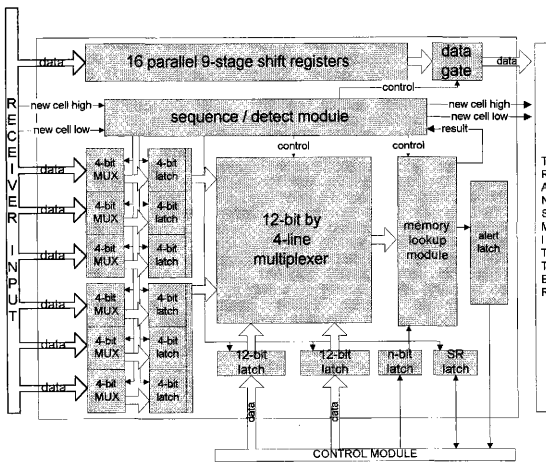 RECEIVER INPUT
data
16 parallel 9-stage shift registers
data
gate
data
control
new cell high
new cell low
sequence / detect module
new cell high
new cell low
result
control
control
data
4-bit
MUX
4-bit
latch
data
4-bit
MUX
4-bit
latch
data
4-bit
MUX
4-bit
latch
data
4-bit
MUX
4-bit
latch
data
4-bit
MUX
4-bit
latch
data
4-bit
MUX
4-bit
latch
12-bit by
4-line
multiplexer
memory
lookup
module
alert
latch
TRANSMITTER
12-bit
latch
12-bit
latch
n-bit
latch
SR
latch
data
data
CONTROL MODULE